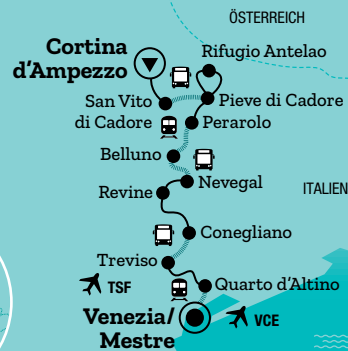 ÖSTERREICH
Cortina
d’Ampezzo
Rifugio Antelao
San Vito
di Cadore
Pieve di Cadore
Perarolo
Belluno
Nevegal
Revine
ITALIEN
Conegliano
Treviso
TSF
Quarto d’Altino
Venezia/
Mestre
VCE